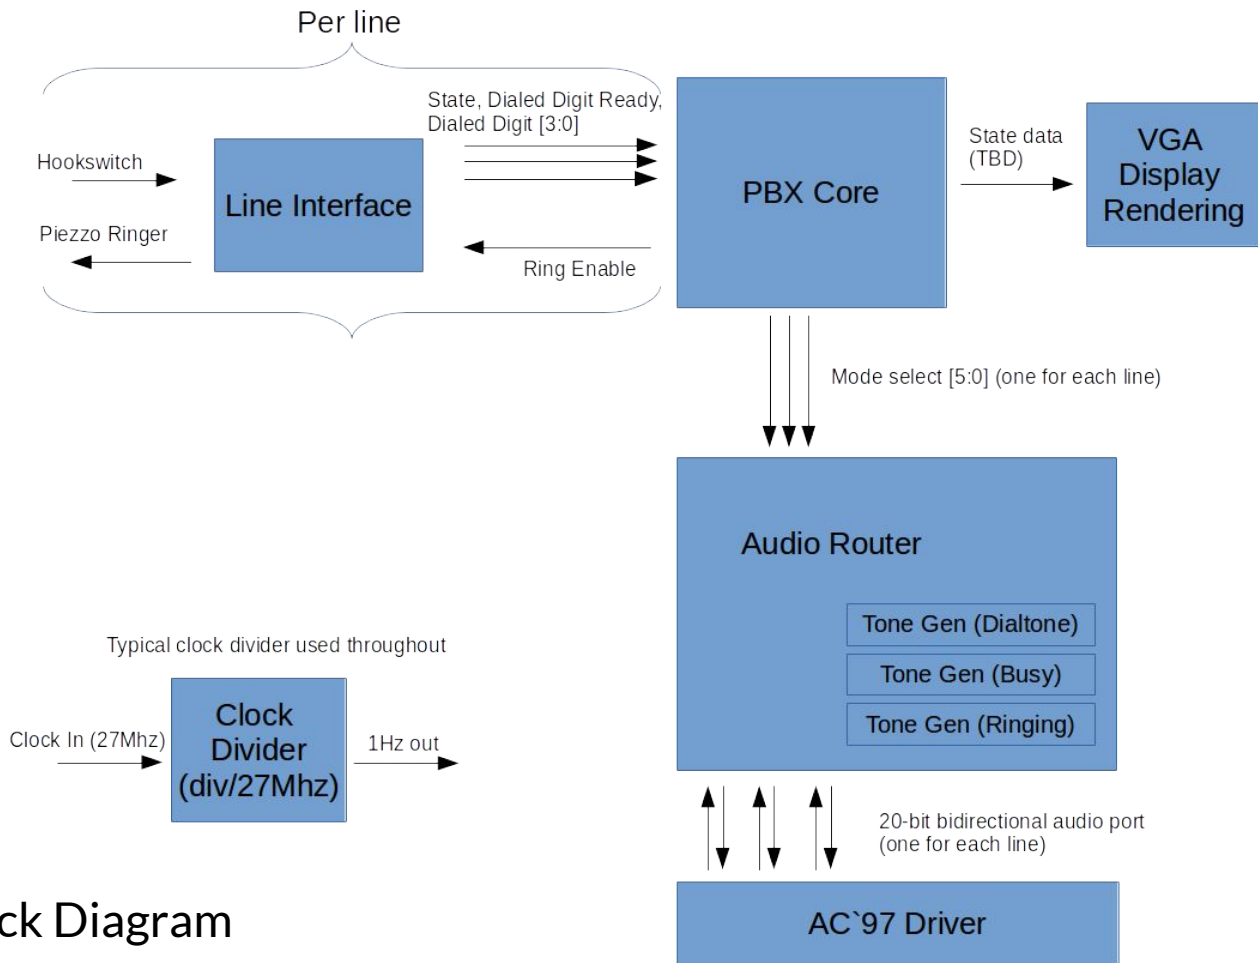 Per line
State, Dialed Digit Ready,
Dialed Digit [3:0]
Hookswitch
Line Interface
Piezzo Ringer
Ring Enable
PBX Core
State data
(TBD)
VGA
Display
Rendering
Mode select [5:0] (one for each line)
Audio Router
Tone Gen (Dialtone)
Tone Gen (Busy)
Tone Gen (Ringing)
Typical clock divider used throughout
Clock In (27Mhz)
Clock
Divider
(div/27Mhz)
1Hz out
20-bit bidirectional audio port
(one for each line)
AC`97 Driver
ck Diagram